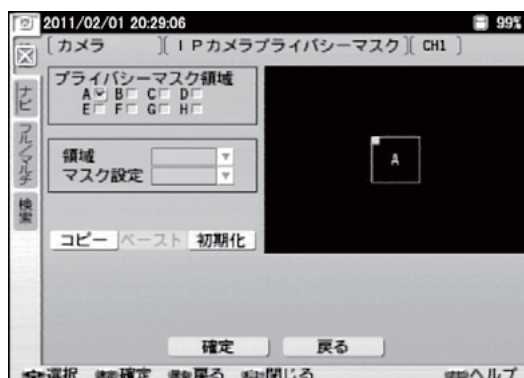 2011/02/01 20:29:06 99%
[カメラ ][IPカメラプライバシーマスク][ CH1 ]
ナビ
フル/マルチ
検索
プライバシーマスク領域
A B C D
E F G H
領域
マスク設定
A
コピー ペースト 初期化
確定 戻る
選択 確定 戻る 閉じる ヘルプ